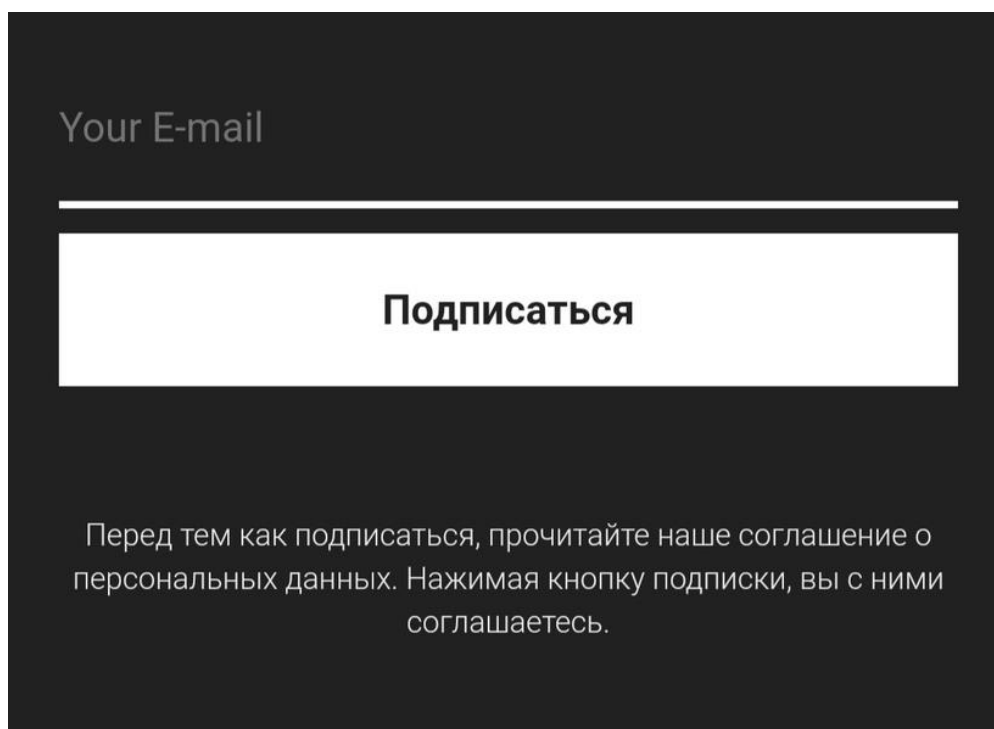 Your E-mail
Подписаться
Перед тем как подписаться, прочитайте наше соглашение о
персональных данных. Нажимая кнопку подписки, вы с ними
соглашаетесь.